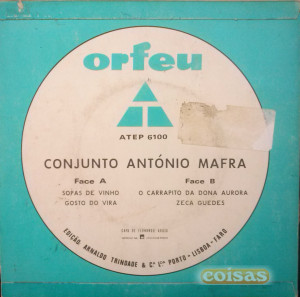 orfeu
ATEP 6100
CONJUNTO ANTÓNIO MAFRA
Face A
Face B
SOPAS DE VINHO
O CARRAPITO DA DONA AURORA
GOSTO DO VIRA
ZECA GUEDES
EDIÇÃO ARNALDO TRINDADE & Cª Lda PORTO - LISBOA - FARO
coisas